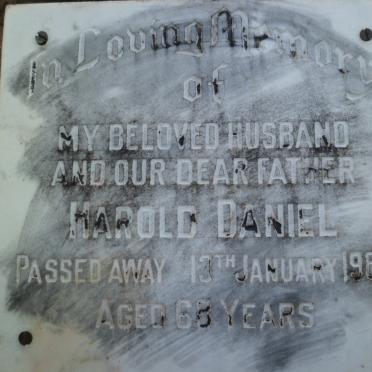 In Loving Memory
of
MY BELOVED HUSBAND
AND OUR DEAR FATHER
HAROLD DANIEL
PASSED AWAY 13TH JANUARY
AGED YEARS